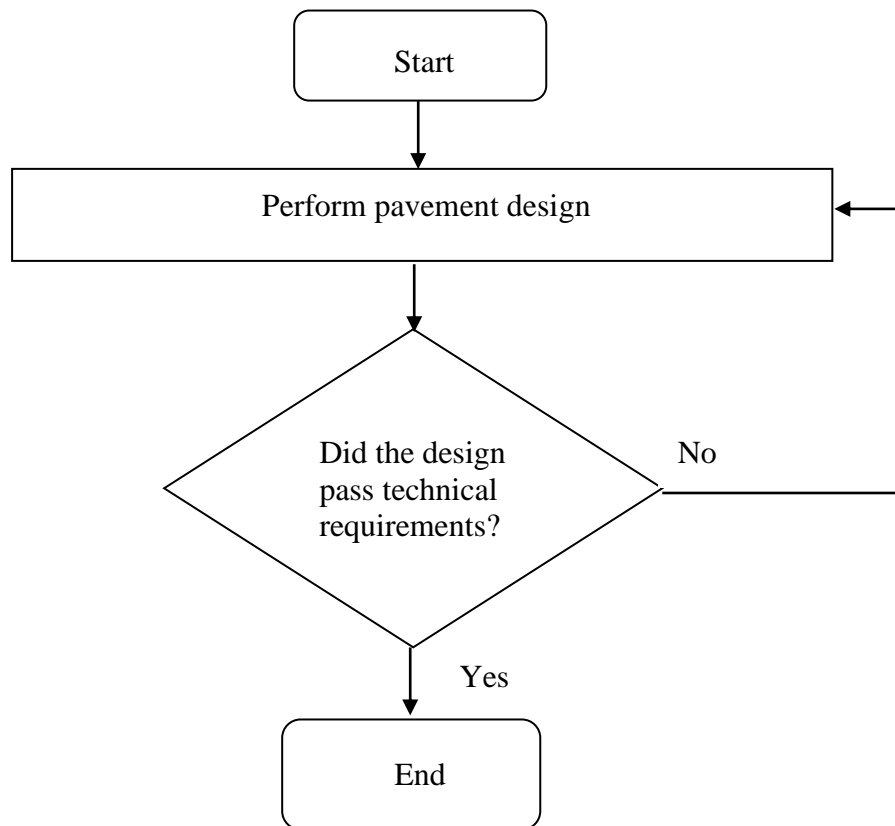 Start
Perform pavement design
Did the design
pass technical
requirements?
No
Yes
End